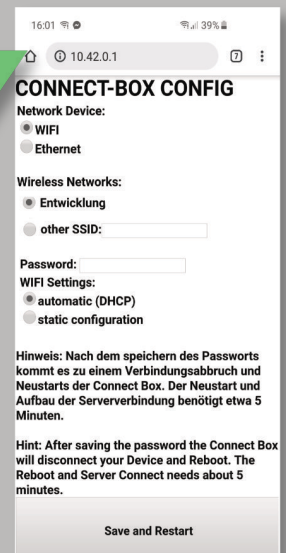 16:01 39%
10.42.0.1 7
CONNECT-BOX CONFIG
Network Device:
WIFI
Ethernet
Wireless Networks:
Entwicklung
other SSID:
Password:
WIFI Settings:
automatic (DHCP)
static configuration
Hinweis: Nach dem speichern des Passworts
kommt es zu einem Verbindungsabbruch und
Neustarts der Connect Box. Der Neustart und
Aufbau der Serververbindung benötigt etwa 5
Minuten.
Hint: After saving the password the Connect Box
will disconnect your Device and Reboot. The
Reboot and Server Connect needs about 5
minutes.
Save and Restart